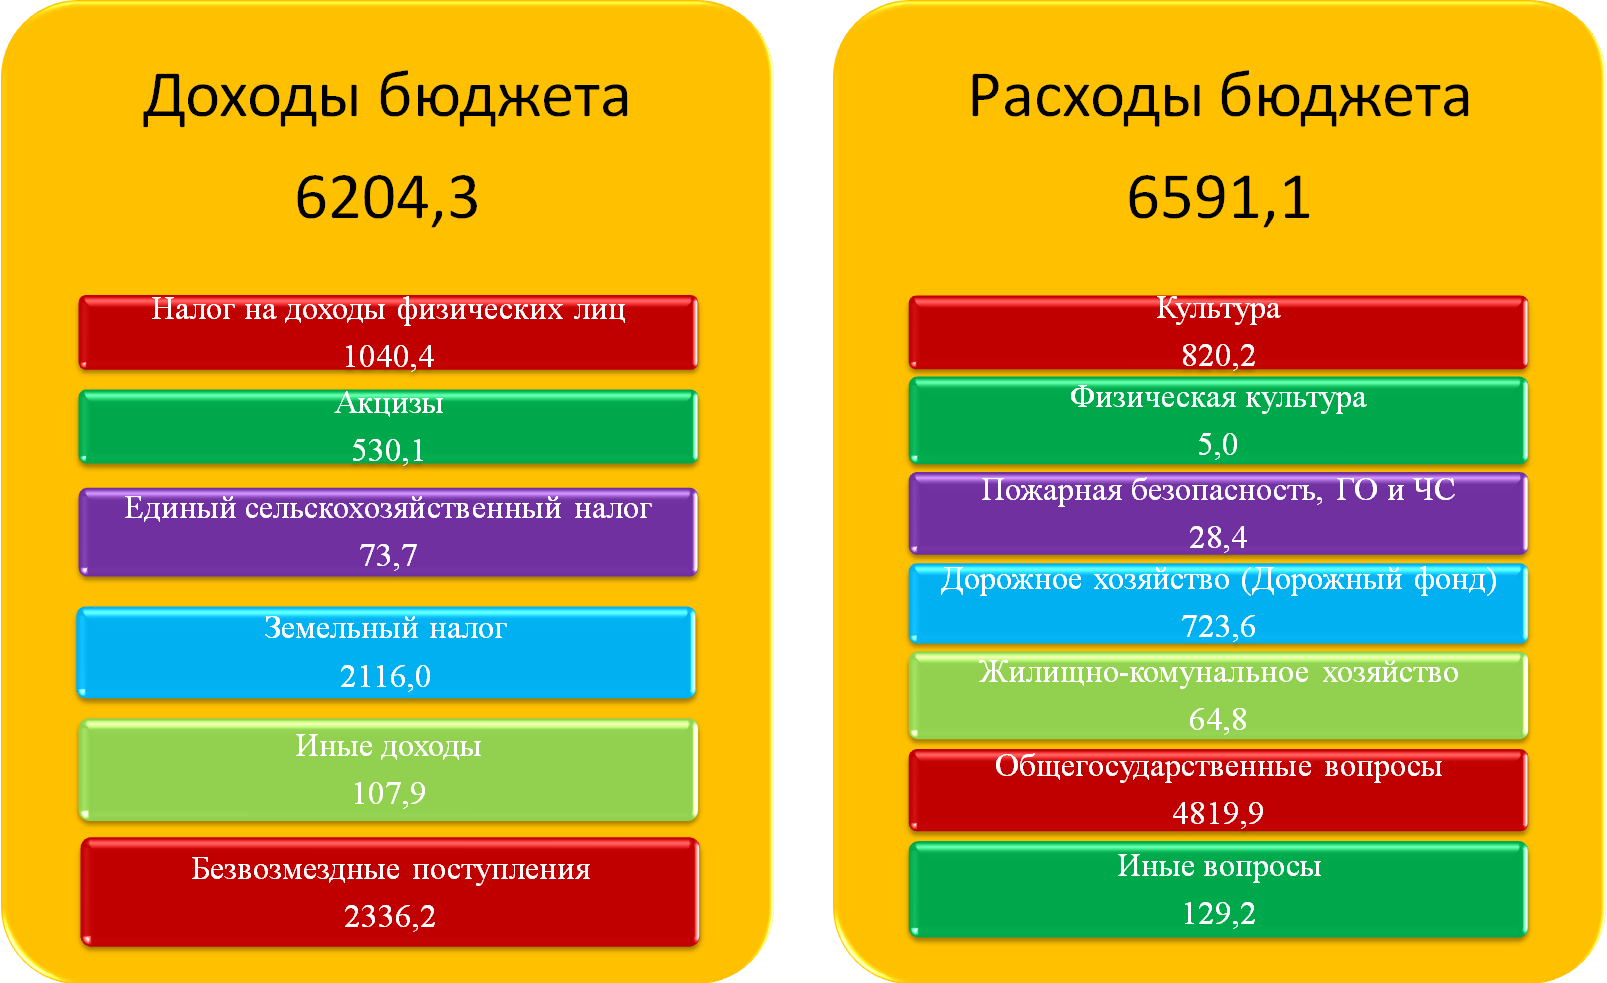 Доходы бюджета
6204,3
Налог на доходы физических лиц
1040,4
Акцизы
530,1
Единый сельскохозяйственный налог
73,7
Земельный налог
2116,0
Иные доходы
107,9
Безвозмездные поступления
2336,2
Расходы бюджета
6591,1
Культура
820,2
Физическая культура
5,0
Пожарная безопасность, ГО и ЧС
28,4
Дорожное хозяйство (Дорожный фонд)
723,6
Жилищно-комунальное хозяйство
64,8
Общегосударственные вопросы
4819,9
Иные вопросы
129,2